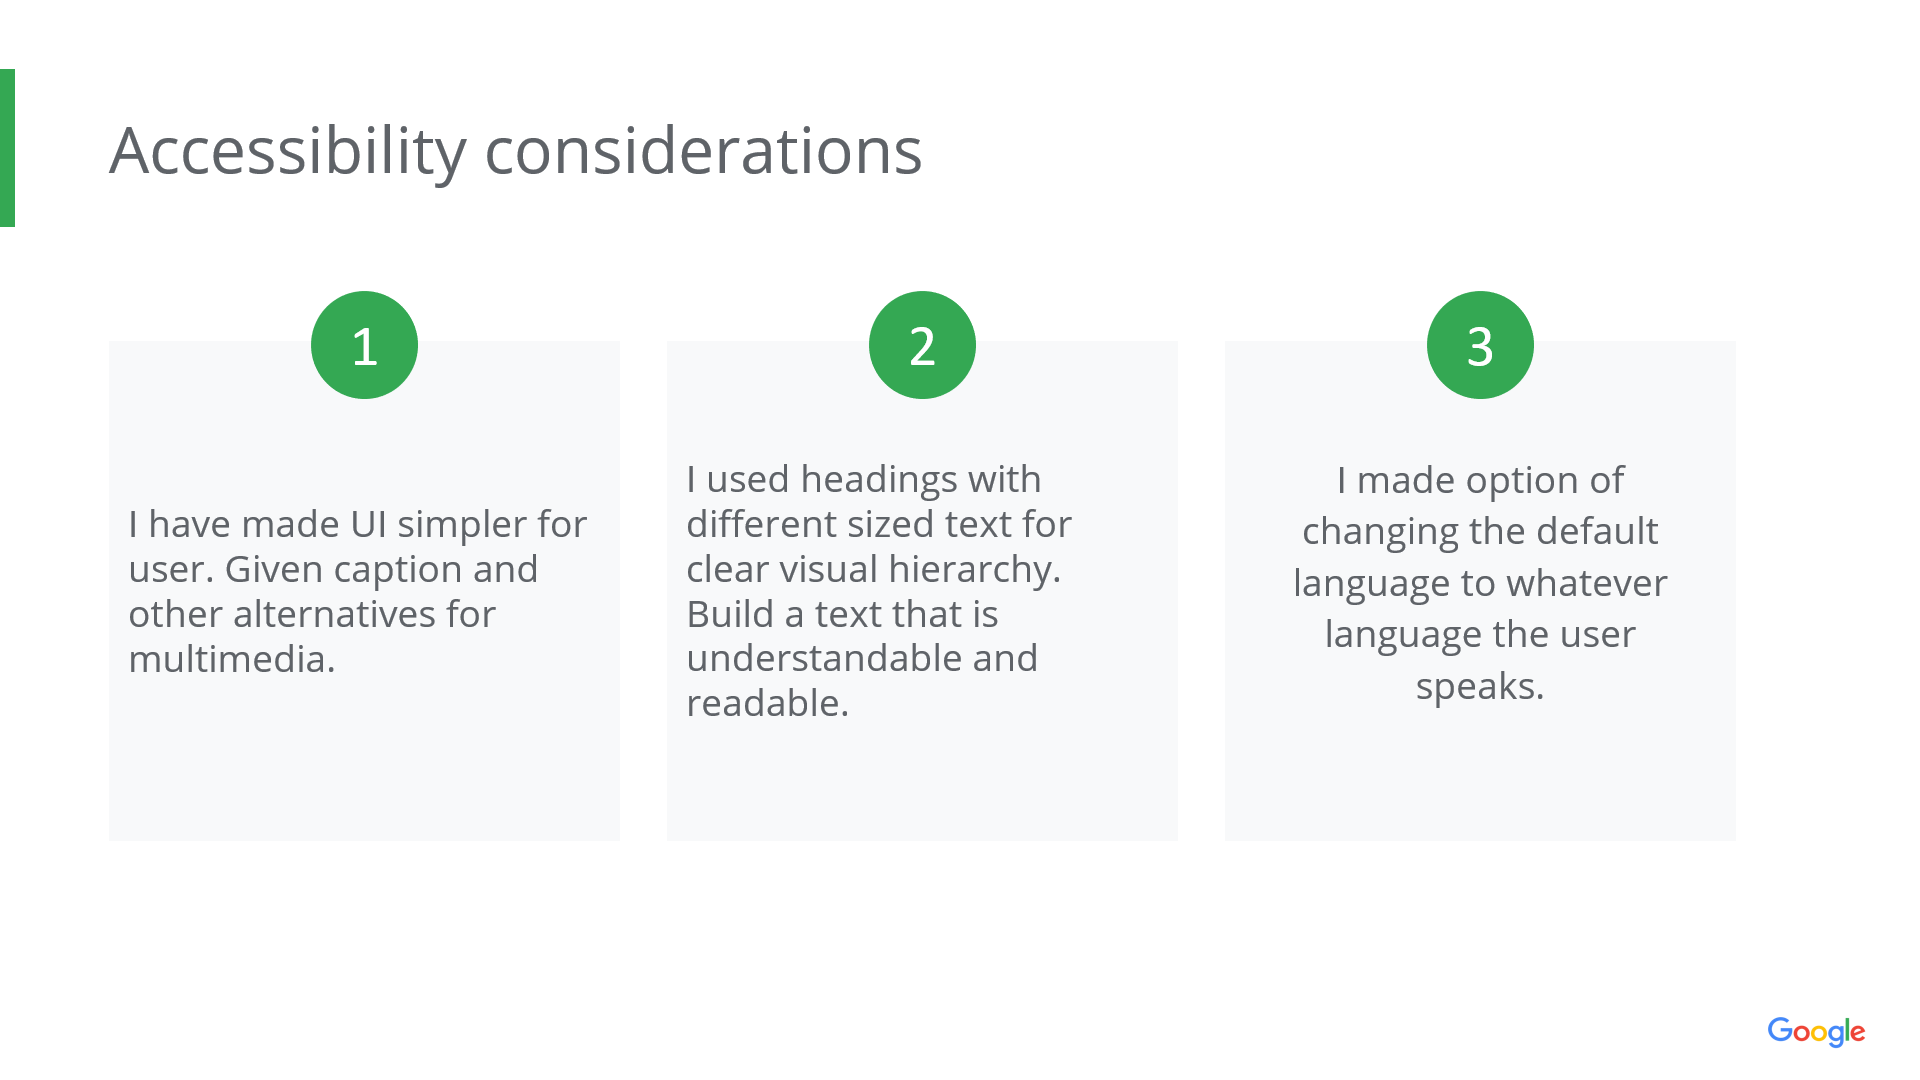 Accessibility considerations
1
I have made UI simpler for
user. Given caption and
other alternatives for
multimedia.
2
I used headings with
different sized text for
clear visual hierarchy.
Build a text that is
understandable and
readable.
3
I made option of
changing the default
language to whatever
language the user
speaks.
Google